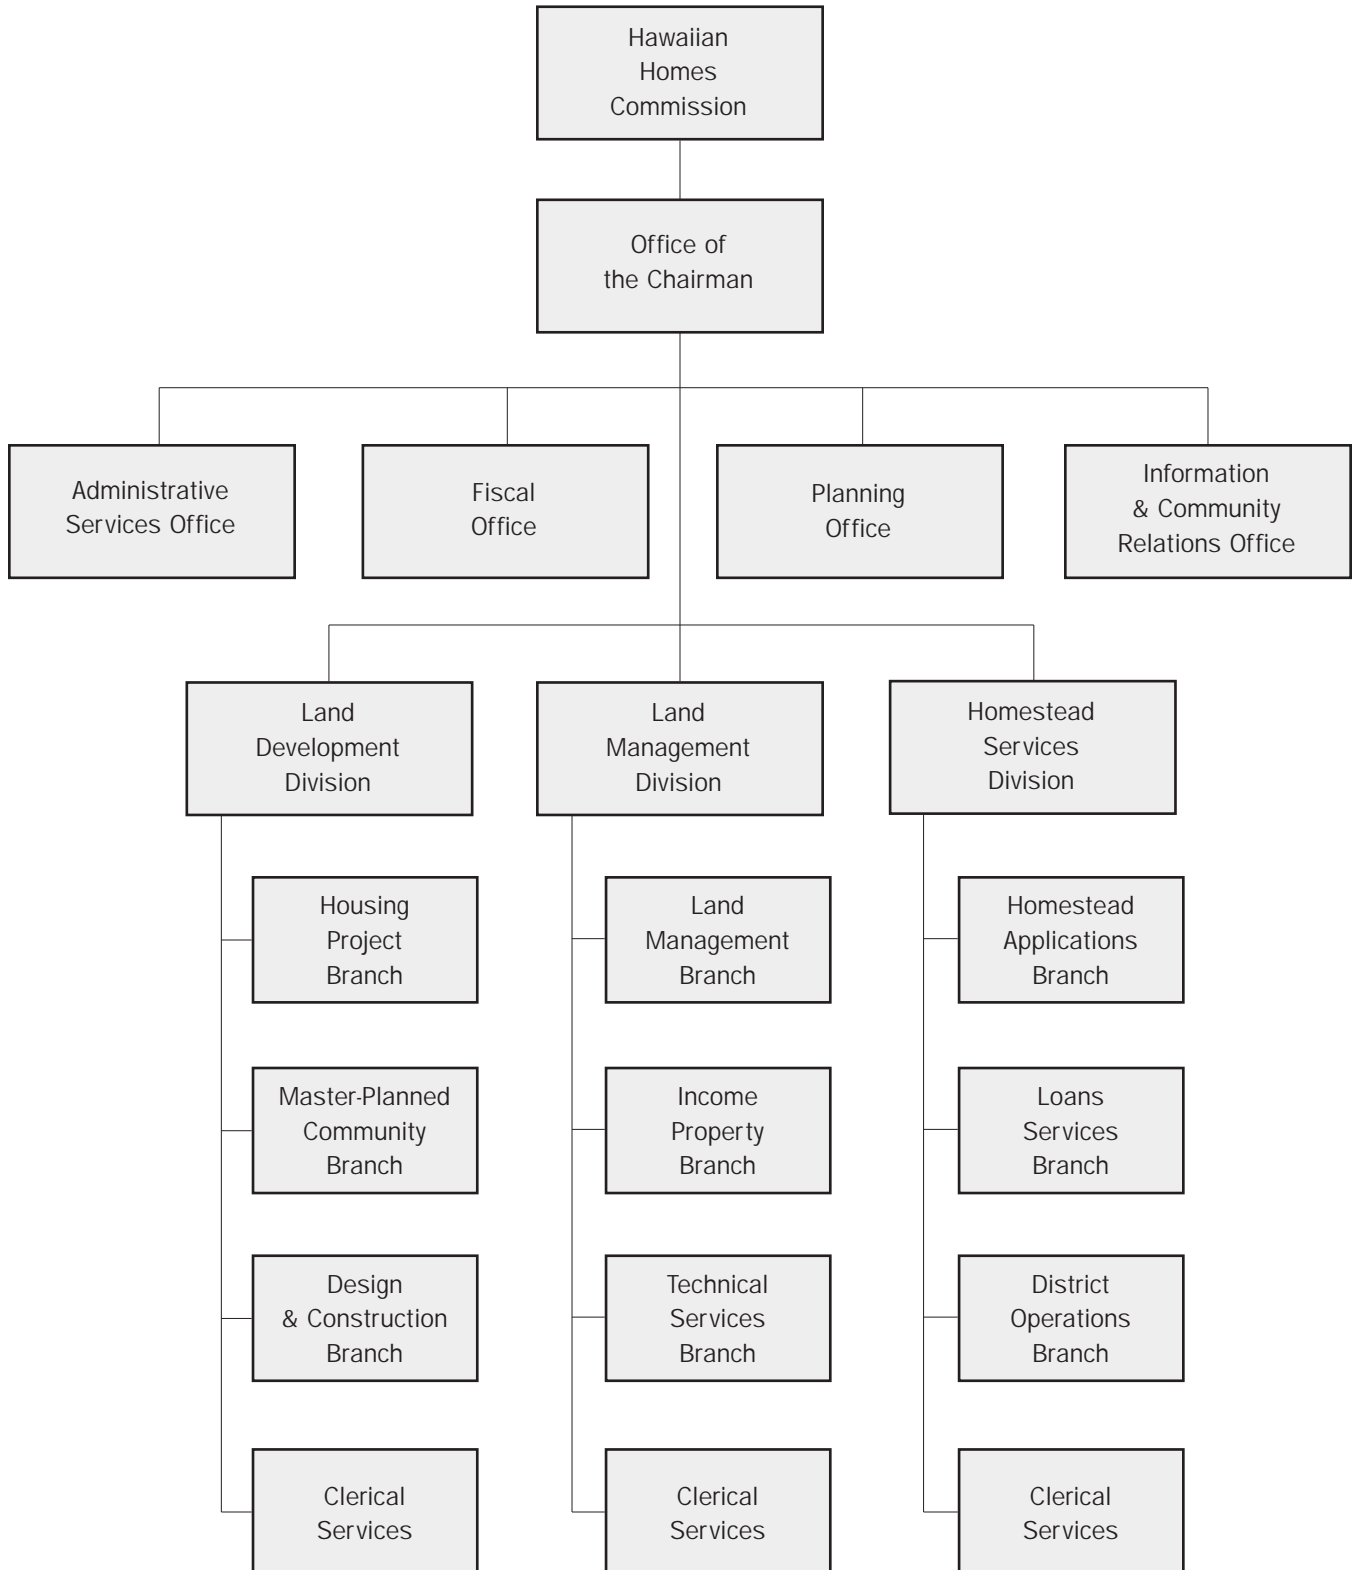 Hawaiian
Homes
Commission
Office of
the Chairman
Administrative
Services Office
Fiscal
Office
Planning
Office
Information
& Community
Relations Office
Land
Development
Division
Land
Management
Division
Homestead
Services
Division
Housing
Project
Branch
Land
Management
Branch
Homestead
Applications
Branch
Master-Planned
Community
Branch
Income
Property
Branch
Loans
Services
Branch
Design
& Construction
Branch
Technical
Services
Branch
District
Operations
Branch
Clerical
Services
Clerical
Services
Clerical
Services